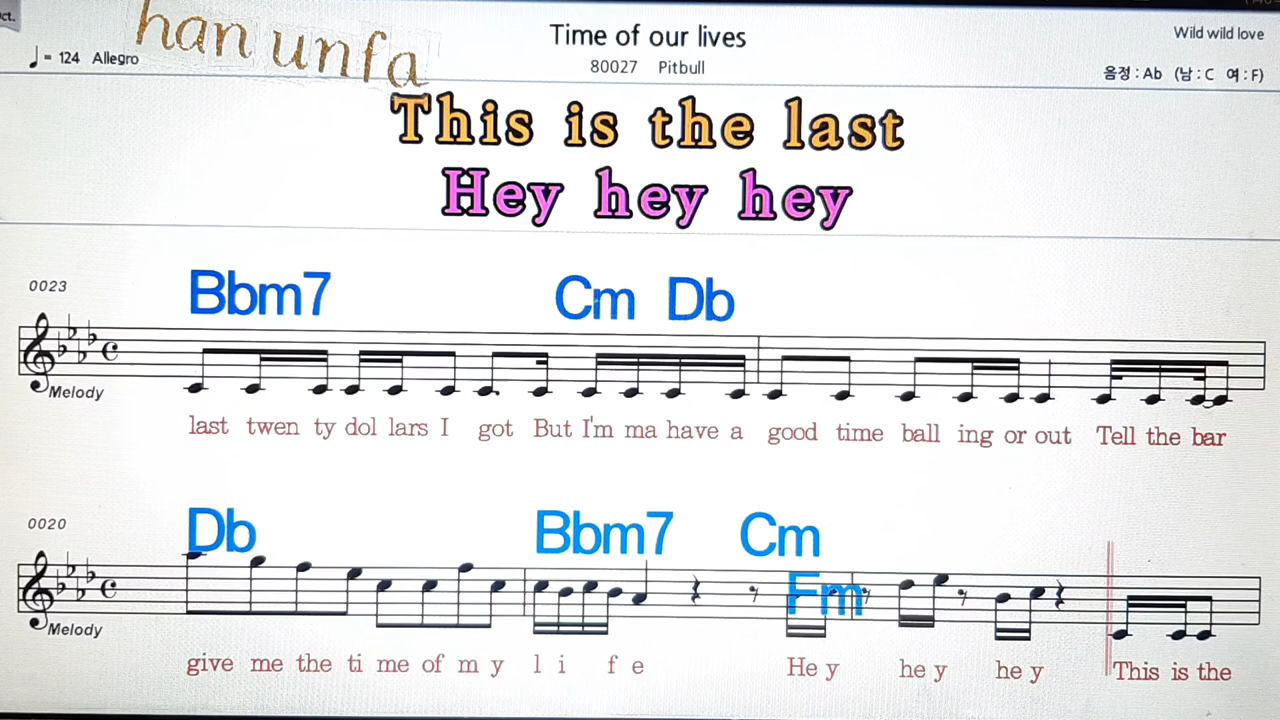 ct.
han unfa
♩= 124 Allegro
Time of our lives
80027 Pitbull
Wild wild love
음정 : Ab (남 : C 여 : F)
This is the last
Hey hey hey
0023
Bbm7 Cm Db
Melody
last twen ty dol lars I got But I'm ma have a good time ball ing or out Tell the bar
0020
Db Bbm7 Cm
Fm
Melody
give me the ti me of m y l i f e He y he y he y This is the